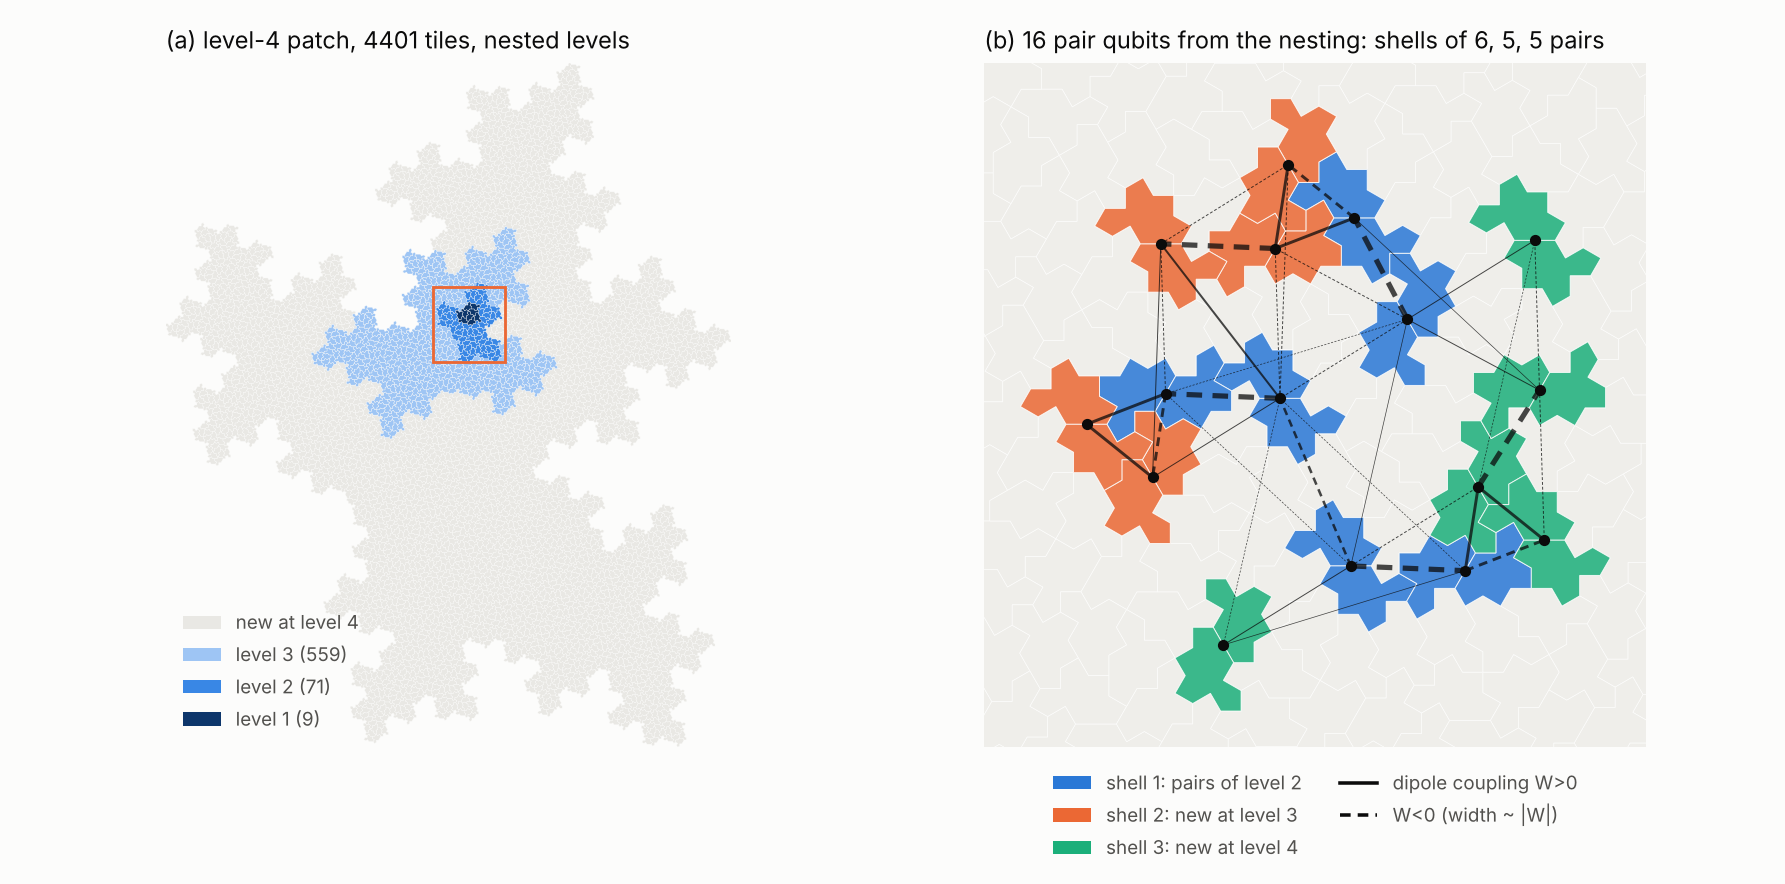 (a) level-4 patch, 4401 tiles, nested levels
new at level 4
level 3 (559)
level 2 (71)
level 1 (9)
(b) 16 pair qubits from the nesting: shells of 6, 5, 5 pairs
shell 1: pairs of level 2
shell 2: new at level 3
shell 3: new at level 4
dipole coupling W>0
W<0 (width ~ |W|)